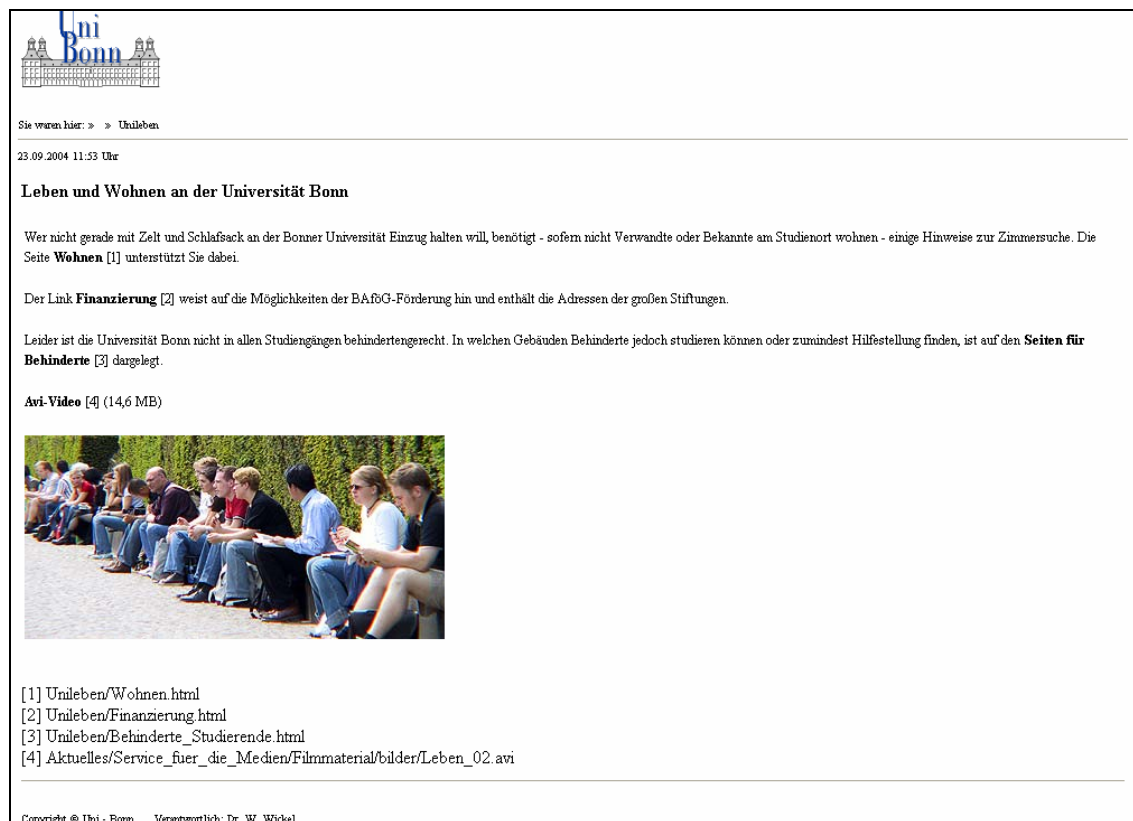 Uni
Bonn
Sie waren hier: »   »   Unileben
23.09.2004 11:53 Uhr
Leben und Wohnen an der Universität Bonn
Wer nicht gerade mit Zelt und Schlafsack an der Bonner Universität Einzug halten will, benötigt - sofern nicht Verwandte oder Bekannte am Studienort wohnen - einige Hinweise zur Zimmersuche. Die
Seite Wohnen [1] unterstützt Sie dabei.
Der Link Finanzierung [2] weist auf die Möglichkeiten der BAföG-Förderung hin und enthält die Adressen der großen Stiftungen.
Leider ist die Universität Bonn nicht in allen Studiengängen behindertengerecht. In welchen Gebäuden Behinderte jedoch studieren können oder zumindest Hilfestellung finden, ist auf den Seiten für
Behinderte [3] dargelegt.
Avi-Video [4] (14,6 MB)
[1] Unileben/Wohnen.html
[2] Unileben/Finanzierung.html
[3] Unileben/Behinderte_Studierende.html
[4] Aktuelles/Service_fuer_die_Medien/Filmmaterial/bilder/Leben_02.avi
Copyright © Uni - Bonn     Verantwortlich: Dr. W. Wickel